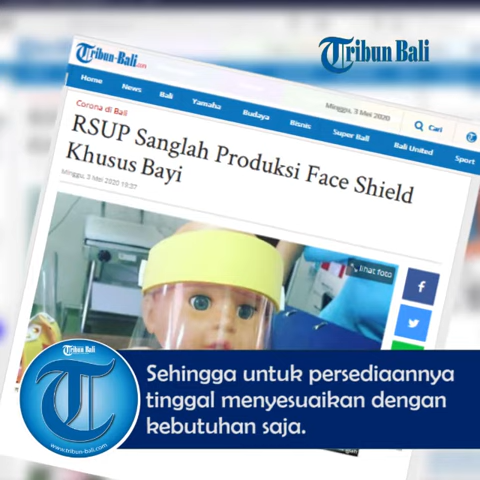 Tribun Bali
Tribun-Bali.com
Home News Bali Yamaha Budaya Bisnis Super Ball Bali United Sport
Minggu, 3 Mei 2020
Cari
Corona di Bali
RSUP Sanglah Produksi Face Shield
Khusus Bayi
Minggu, 3 Mei 2020 19:37
lihat foto
Tribun Bali
www.tribun-bali.com
Sehingga untuk persediaannya
tinggal menyesuaikan dengan
kebutuhan saja.